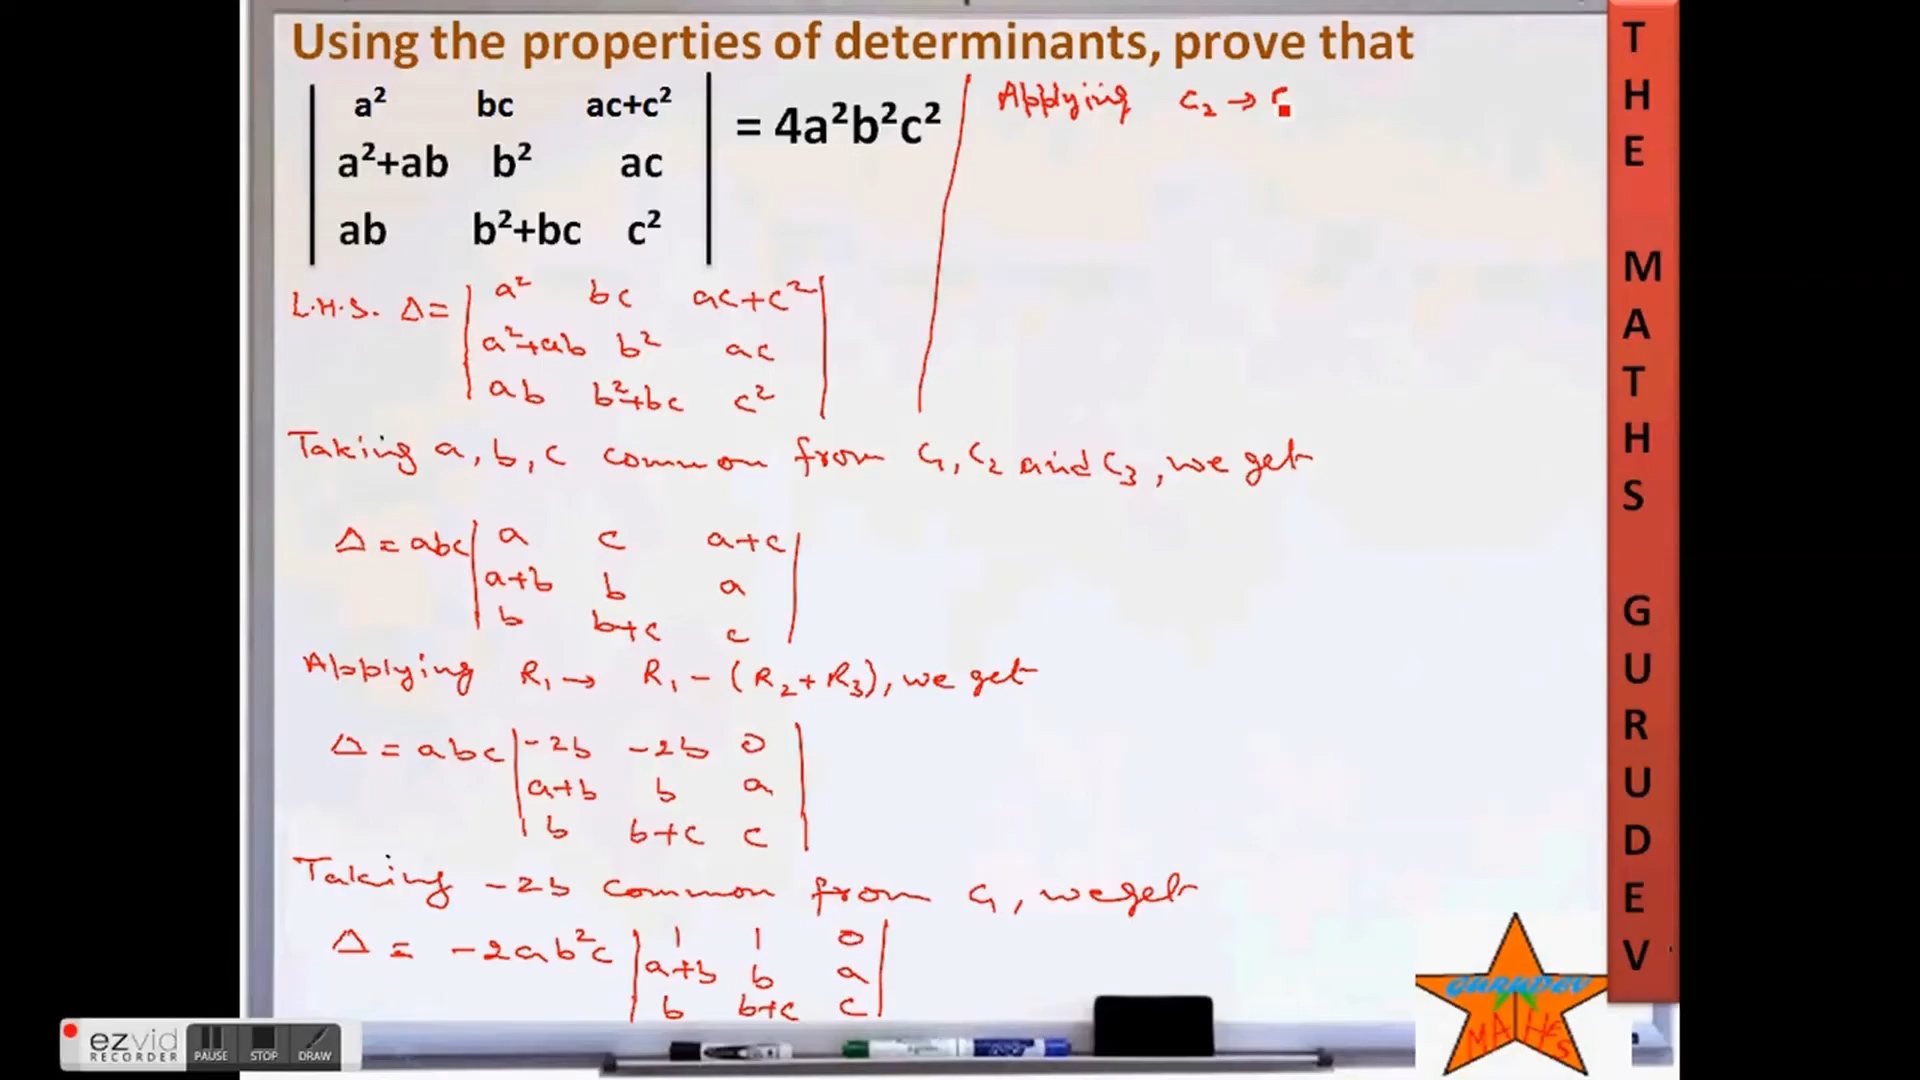 Using the properties of determinants, prove that
a² bc ac+c²
a²+ab b² ac
ab b²+bc c²
= 4a²b²c²
L.H.S. Δ =
a² bc ac+c²
a²+ab b² ac
ab b²+bc c²
Taking a, b, c common from C₁, C₂ and C₃, we get
Δ = abc
a c a+c
a+b b a
b b+c c
Applying R₁ → R₁ - (R₂+R₃), we get
Δ = abc
-2b -2b 0
a+b b a
b b+c c
Taking -2b common from C₁, we get
Δ = -2ab²c
1 1 0
a+b b a
b b+c c
Applying C₂ →
THE MATHS GURUDEV
GURUDEV
MATHS
ezvid
RECORDER
PAUSE STOP DRAW